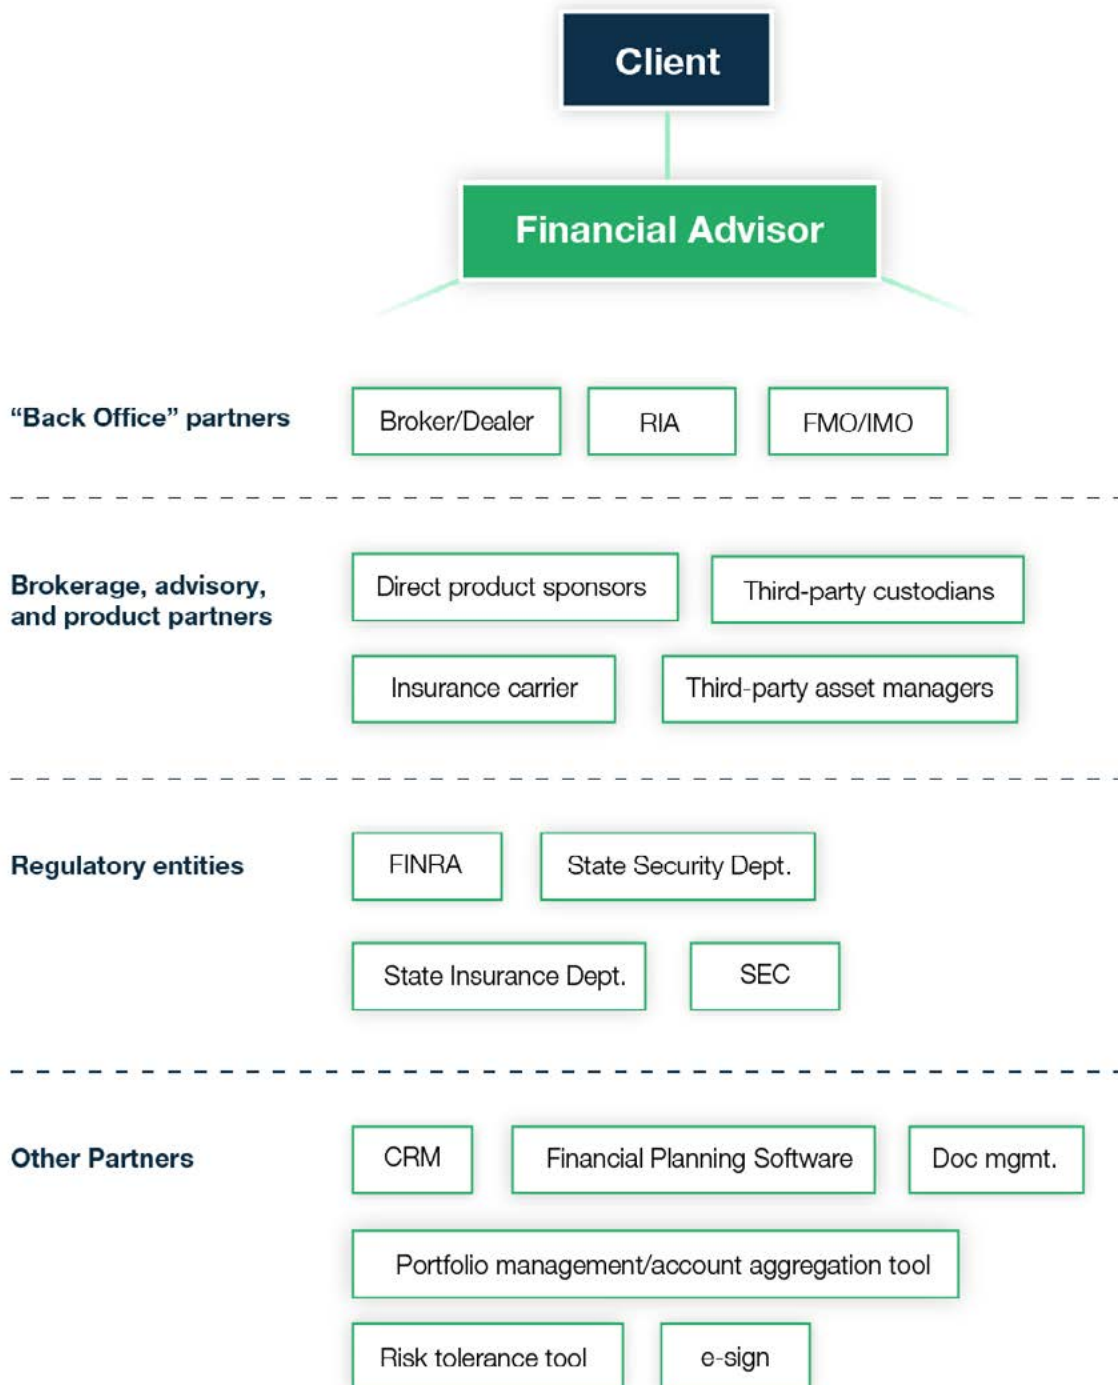 Client
Financial Advisor
“Back Office” partners
Broker/Dealer
RIA
FMO/IMO
Brokerage, advisory,
and product partners
Direct product sponsors
Third-party custodians
Insurance carrier
Third-party asset managers
Regulatory entities
FINRA
State Security Dept.
State Insurance Dept.
SEC
Other Partners
CRM
Financial Planning Software
Doc mgmt.
Portfolio management/account aggregation tool
Risk tolerance tool
e-sign